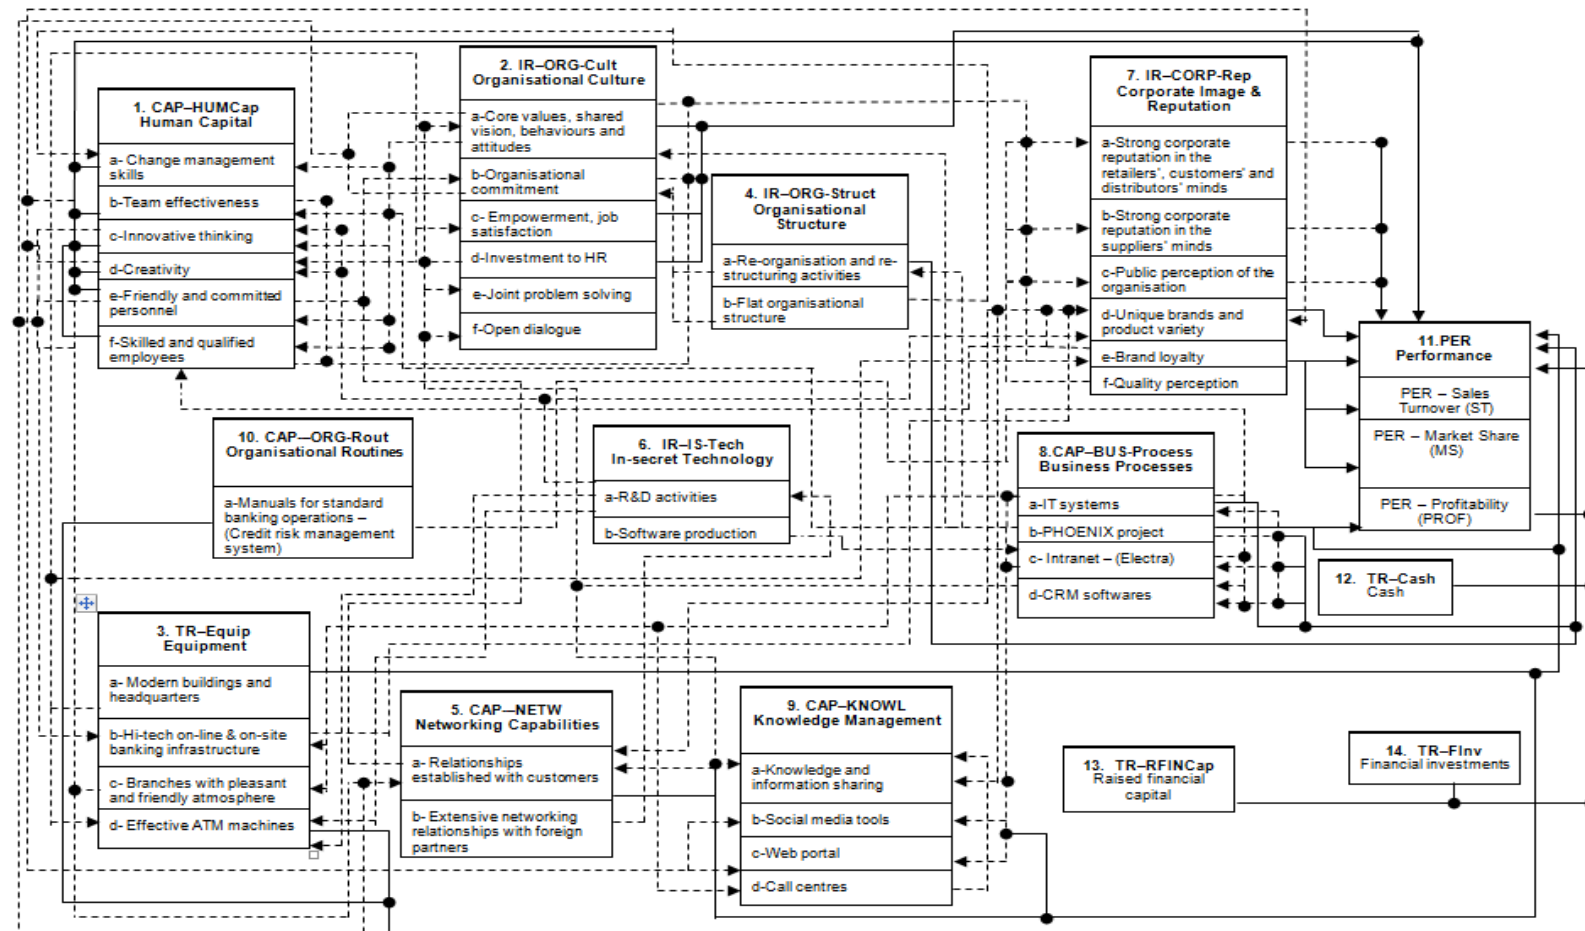 1. CAP–HUMCap
Human Capital
a- Change management
skills
b-Team effectiveness
c-Innovative thinking
d-Creativity
e-Friendly and committed
personnel
f-Skilled and qualified
employees
2. IR–ORG-Cult
Organisational Culture
a-Core values, shared
vision, behaviours and
attitudes
b-Organisational
commitment
c- Empowerment, job
satisfaction
d-Investment to HR
e-Joint problem solving
f-Open dialogue
4. IR–ORG-Struct
Organisational
Structure
a-Re-organisation and re-
structuring activities
b-Flat organisational
structure
7. IR–CORP-Rep
Corporate Image &
Reputation
a-Strong corporate
reputation in the
retailers', customers' and
distributors' minds
b-Strong corporate
reputation in the
suppliers' minds
c-Public perception of the
organisation
d-Unique brands and
product variety
e-Brand loyalty
f-Quality perception
11.PER
Performance
PER – Sales
Turnover (ST)
PER – Market Share
(MS)
PER – Profitability
(PROF)
10. CAP—ORG-Rout
Organisational Routines
a-Manuals for standard
banking operations –
(Credit risk management
system)
6. IR–IS-Tech
In-secret Technology
a-R&D activities
b-Software production
8.CAP–BUS-Process
Business Processes
a-IT systems
b-PHOENIX project
c- Intranet – (Electra)
d-CRM softwares
12. TR–Cash
Cash
3. TR–Equip
Equipment
a- Modern buildings and
headquarters
b-Hi-tech on-line & on-site
banking infrastructure
c- Branches with pleasant
and friendly atmosphere
d- Effective ATM machines
5. CAP—NETW
Networking Capabilities
a- Relationships
established with customers
b- Extensive networking
relationships with foreign
partners
9. CAP–KNOWL
Knowledge Management
a-Knowledge and
information sharing
b-Social media tools
c-Web portal
d-Call centres
13. TR–RFINCap
Raised financial
capital
14. TR–FInv
Financial investments